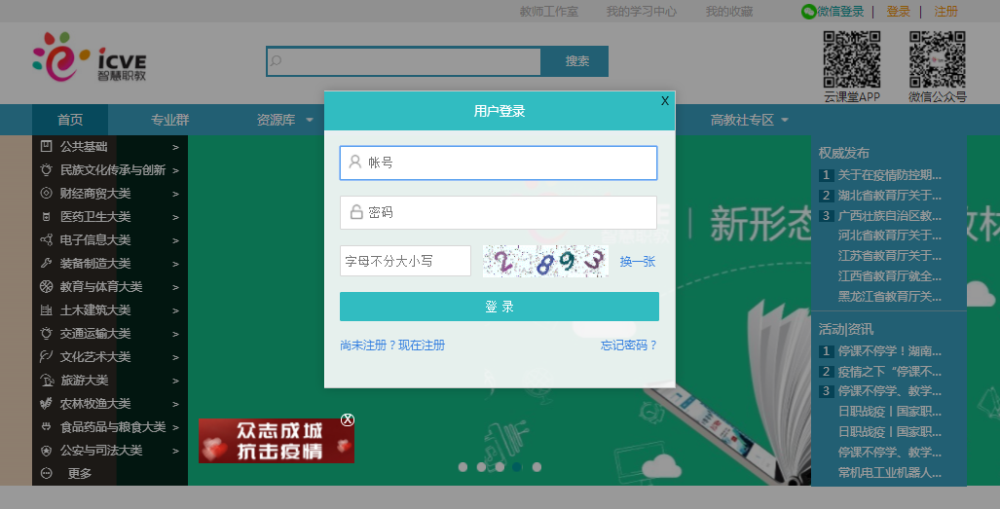 教师工作室 我的学习中心 我的收藏 微信登录 | 登录 | 注册
icve
智慧职教
搜索
云课堂APP 微信公众号
首页 专业群 资源库 高教社专区
公共基础 >
民族文化传承与创新 >
财经商贸大类 >
医药卫生大类 >
电子信息大类 >
装备制造大类 >
教育与体育大类 >
土木建筑大类 >
交通运输大类 >
文化艺术大类 >
旅游大类 >
农林牧渔大类 >
食品药品与粮食大类 >
公安与司法大类 >
更多
用户登录 X
帐号
密码
字母不分大小写 2893 换一张
登 录
尚未注册？现在注册 忘记密码？
| 新形态
教材
众志成城
抗击疫情
X
权威发布
1 关于在疫情防控期...
2 湖北省教育厅关于...
3 广西壮族自治区教...
河北省教育厅关于...
江苏省教育厅关于...
江西省教育厅就全...
黑龙江省教育厅关...
活动|资讯
1 停课不停学！湖南...
2 疫情之下“停课不...
3 停课不停学、教学...
日职战疫丨国家职...
日职战疫丨国家职...
停课不停学、教学...
常机电工业机器人...